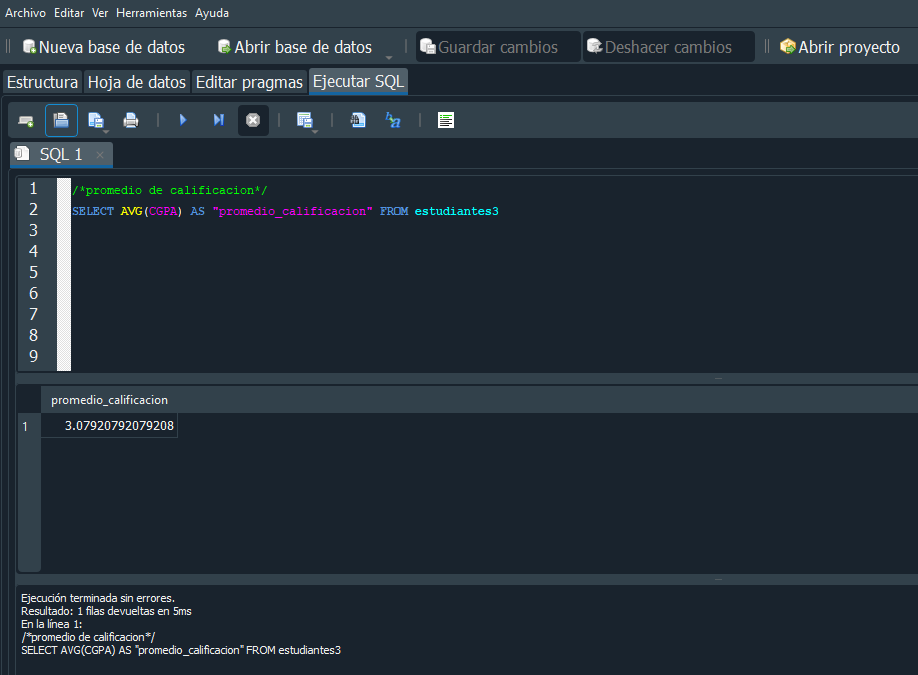 Archivo Editar Ver Herramientas Ayuda
Nueva base de datos Abrir base de datos Guardar cambios Deshacer cambios Abrir proyecto
Estructura Hoja de datos Editar pragmas Ejecutar SQL
SQL 1
1 /*promedio de calificacion*/
2 SELECT AVG(CGPA) AS "promedio_calificacion" FROM estudiantes3
3
4
5
6
7
8
9
promedio_calificacion
1 3.07920792079208
Ejecución terminada sin errores.
Resultado: 1 filas devueltas en 5ms
En la línea 1:
/*promedio de calificacion*/
SELECT AVG(CGPA) AS "promedio_calificacion" FROM estudiantes3